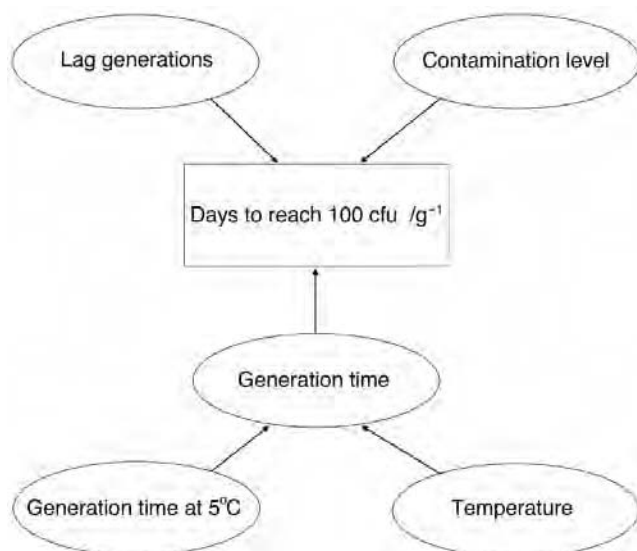 Lag generations
Contamination level
Days to reach 100 cfu /g⁻¹
Generation time
Generation time at 5°C
Temperature